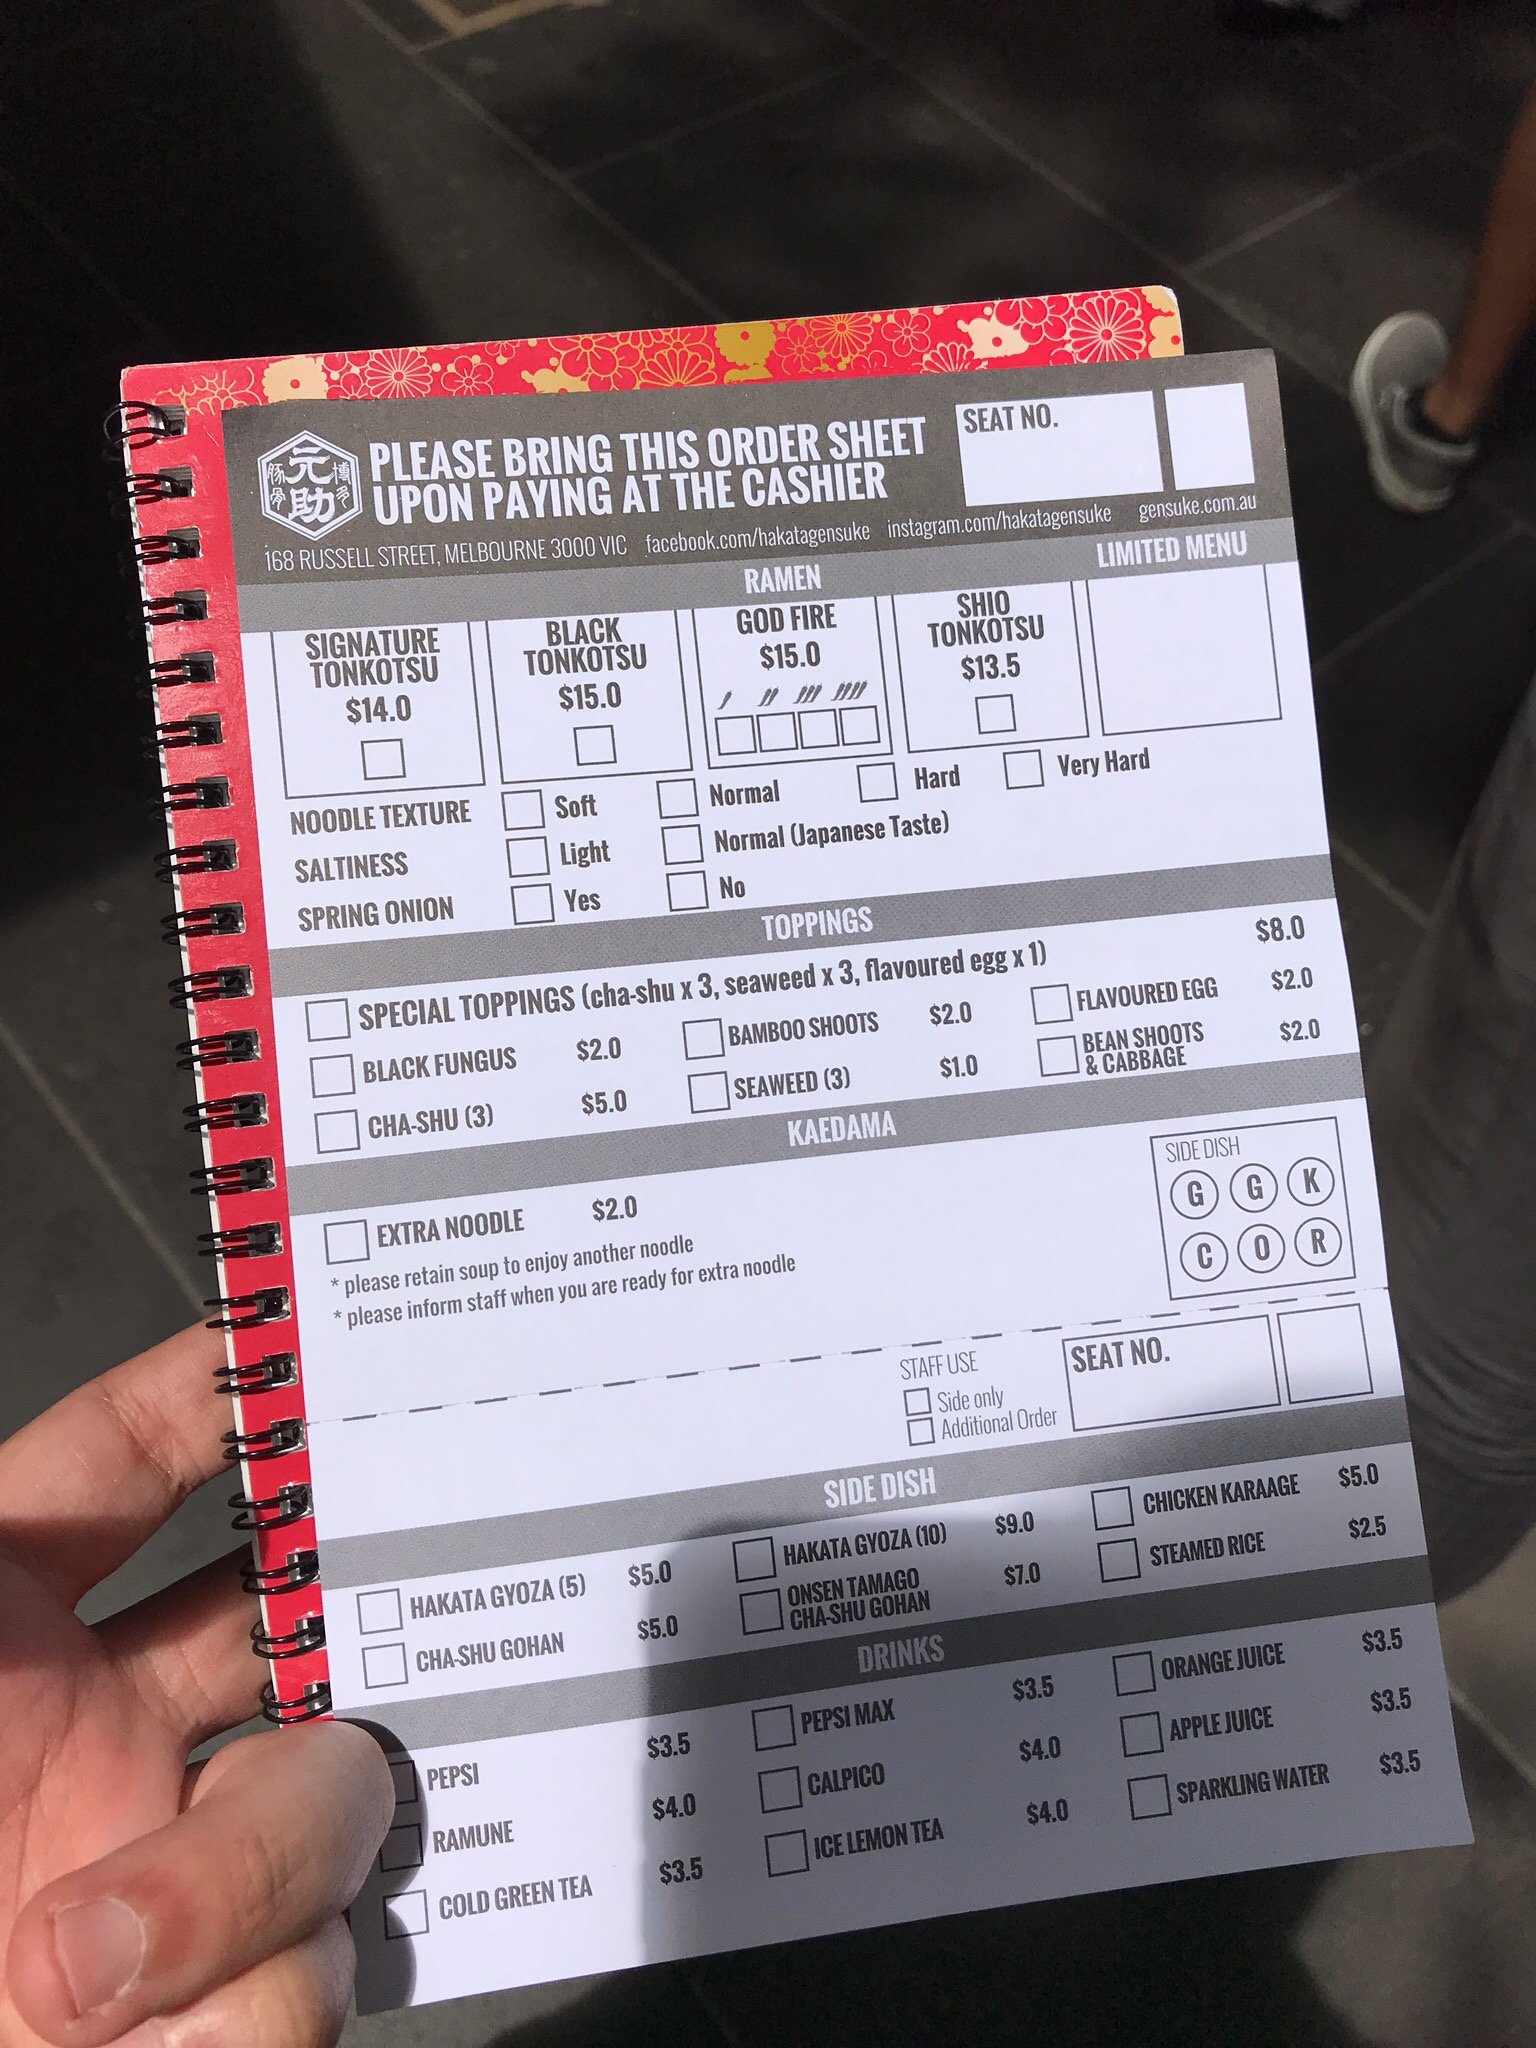 元助
豚骨
博多
PLEASE BRING THIS ORDER SHEET
UPON PAYING AT THE CASHIER
SEAT NO.
168 RUSSELL STREET, MELBOURNE 3000 VIC facebook.com/hakatagensuke instagram.com/hakatagensuke gensuke.com.au
RAMEN
LIMITED MENU
SIGNATURE
TONKOTSU
$14.0
BLACK
TONKOTSU
$15.0
GOD FIRE
$15.0
SHIO
TONKOTSU
$13.5
NOODLE TEXTURE Soft Normal Hard Very Hard
SALTINESS Light Normal (Japanese Taste)
SPRING ONION Yes No
TOPPINGS
SPECIAL TOPPINGS (cha-shu x 3, seaweed x 3, flavoured egg x 1) $8.0
BLACK FUNGUS $2.0 BAMBOO SHOOTS $2.0 FLAVOURED EGG $2.0
CHA-SHU (3) $5.0 SEAWEED (3) $1.0 BEAN SHOOTS
& CABBAGE $2.0
KAEDAMA
EXTRA NOODLE $2.0
* please retain soup to enjoy another noodle
* please inform staff when you are ready for extra noodle
SIDE DISH
G G K
C O R
STAFF USE
Side only
Additional Order
SEAT NO.
SIDE DISH
HAKATA GYOZA (5) $5.0 HAKATA GYOZA (10) $9.0 CHICKEN KARAAGE $5.0
CHA-SHU GOHAN $5.0 ONSEN TAMAGO
CHA-SHU GOHAN $7.0 STEAMED RICE $2.5
DRINKS
PEPSI $3.5 PEPSI MAX $3.5 ORANGE JUICE $3.5
RAMUNE $4.0 CALPICO $4.0 APPLE JUICE $3.5
COLD GREEN TEA $3.5 ICE LEMON TEA $4.0 SPARKLING WATER $3.5